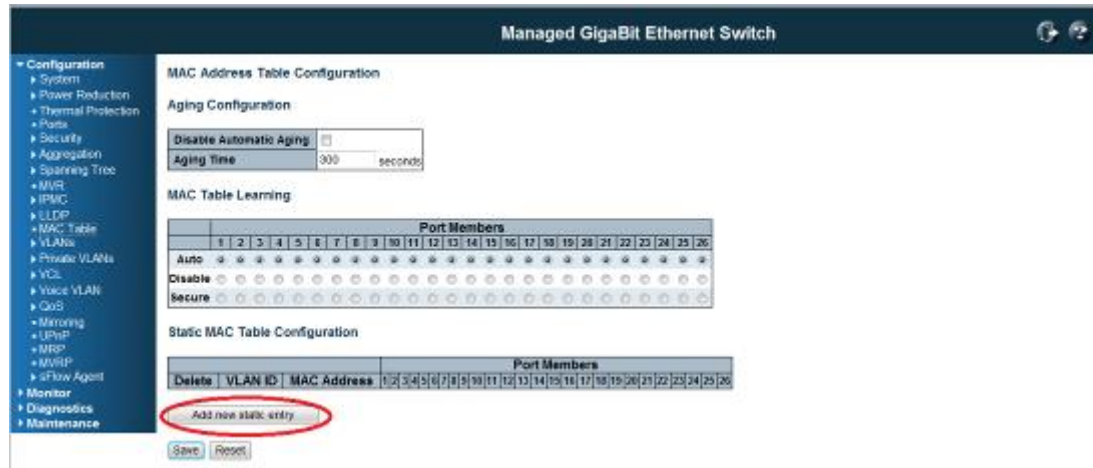 Managed GigaBit Ethernet Switch
Configuration
System
Power Reduction
Thermal Protection
Ports
Security
Aggregation
Spanning Tree
MVR
IPMC
LLDP
MAC Table
VLANs
Private VLANs
VCL
Voice VLAN
QoS
Mirroring
UPnP
MRP
MVRP
sFlow Agent
Monitor
Diagnostics
Maintenance
MAC Address Table Configuration
Aging Configuration
Disable Automatic Aging
Aging Time 300 seconds
MAC Table Learning
Port Members
1 2 3 4 5 6 7 8 9 10 11 12 13 14 15 16 17 18 19 20 21 22 23 24 25 26
Auto
Disable
Secure
Static MAC Table Configuration
Port Members
Delete VLAN ID MAC Address 1 2 3 4 5 6 7 8 9 10 11 12 13 14 15 16 17 18 19 20 21 22 23 24 25 26
Add new static entry
Save Reset